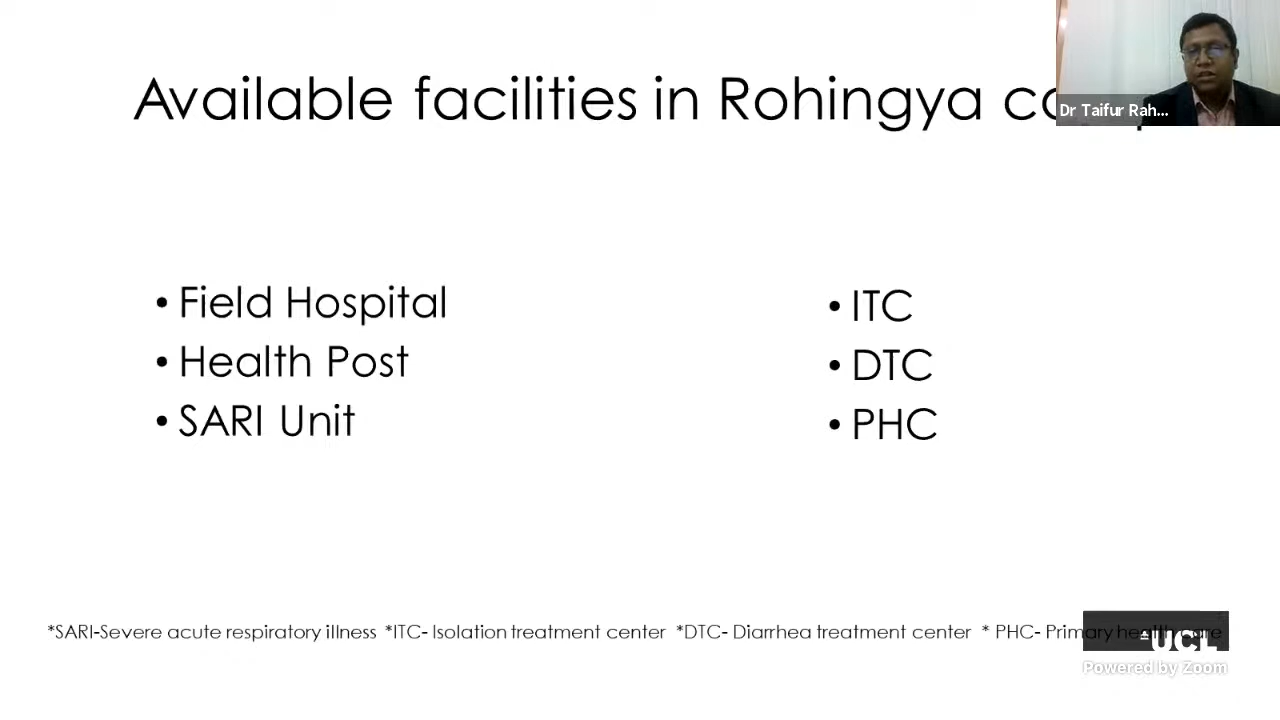 Available facilities in Rohingya
Dr Taifur Rah...
• Field Hospital
• Health Post
• SARI Unit
• ITC
• DTC
• PHC
*SARI-Severe acute respiratory illness *ITC- Isolation treatment center *DTC- Diarrhea treatment center * PHC- Primary health care
UCL
Powered by Zoom